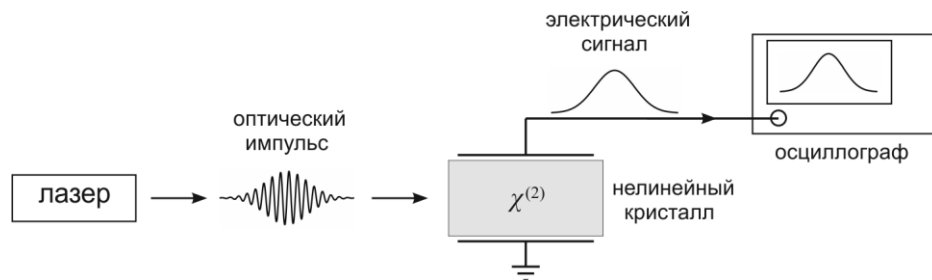 электрический
сигнал
оптический
импульс
осциллограф
лазер
χ⁽²⁾
нелинейный
кристалл